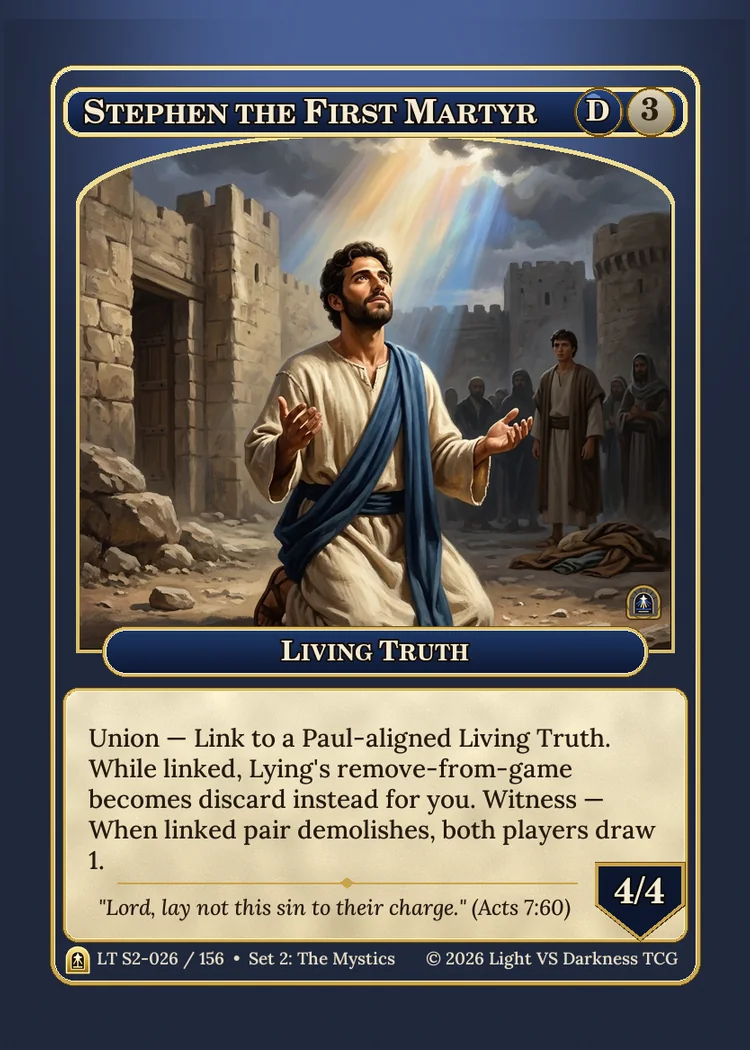 Stephen the First Martyr D 3
Living Truth
Union — Link to a Paul-aligned Living Truth.
While linked, Lying's remove-from-game
becomes discard instead for you. Witness —
When linked pair demolishes, both players draw
1.
4/4
"Lord, lay not this sin to their charge." (Acts 7:60)
LT S2-026 / 156 • Set 2: The Mystics © 2026 Light VS Darkness TCG